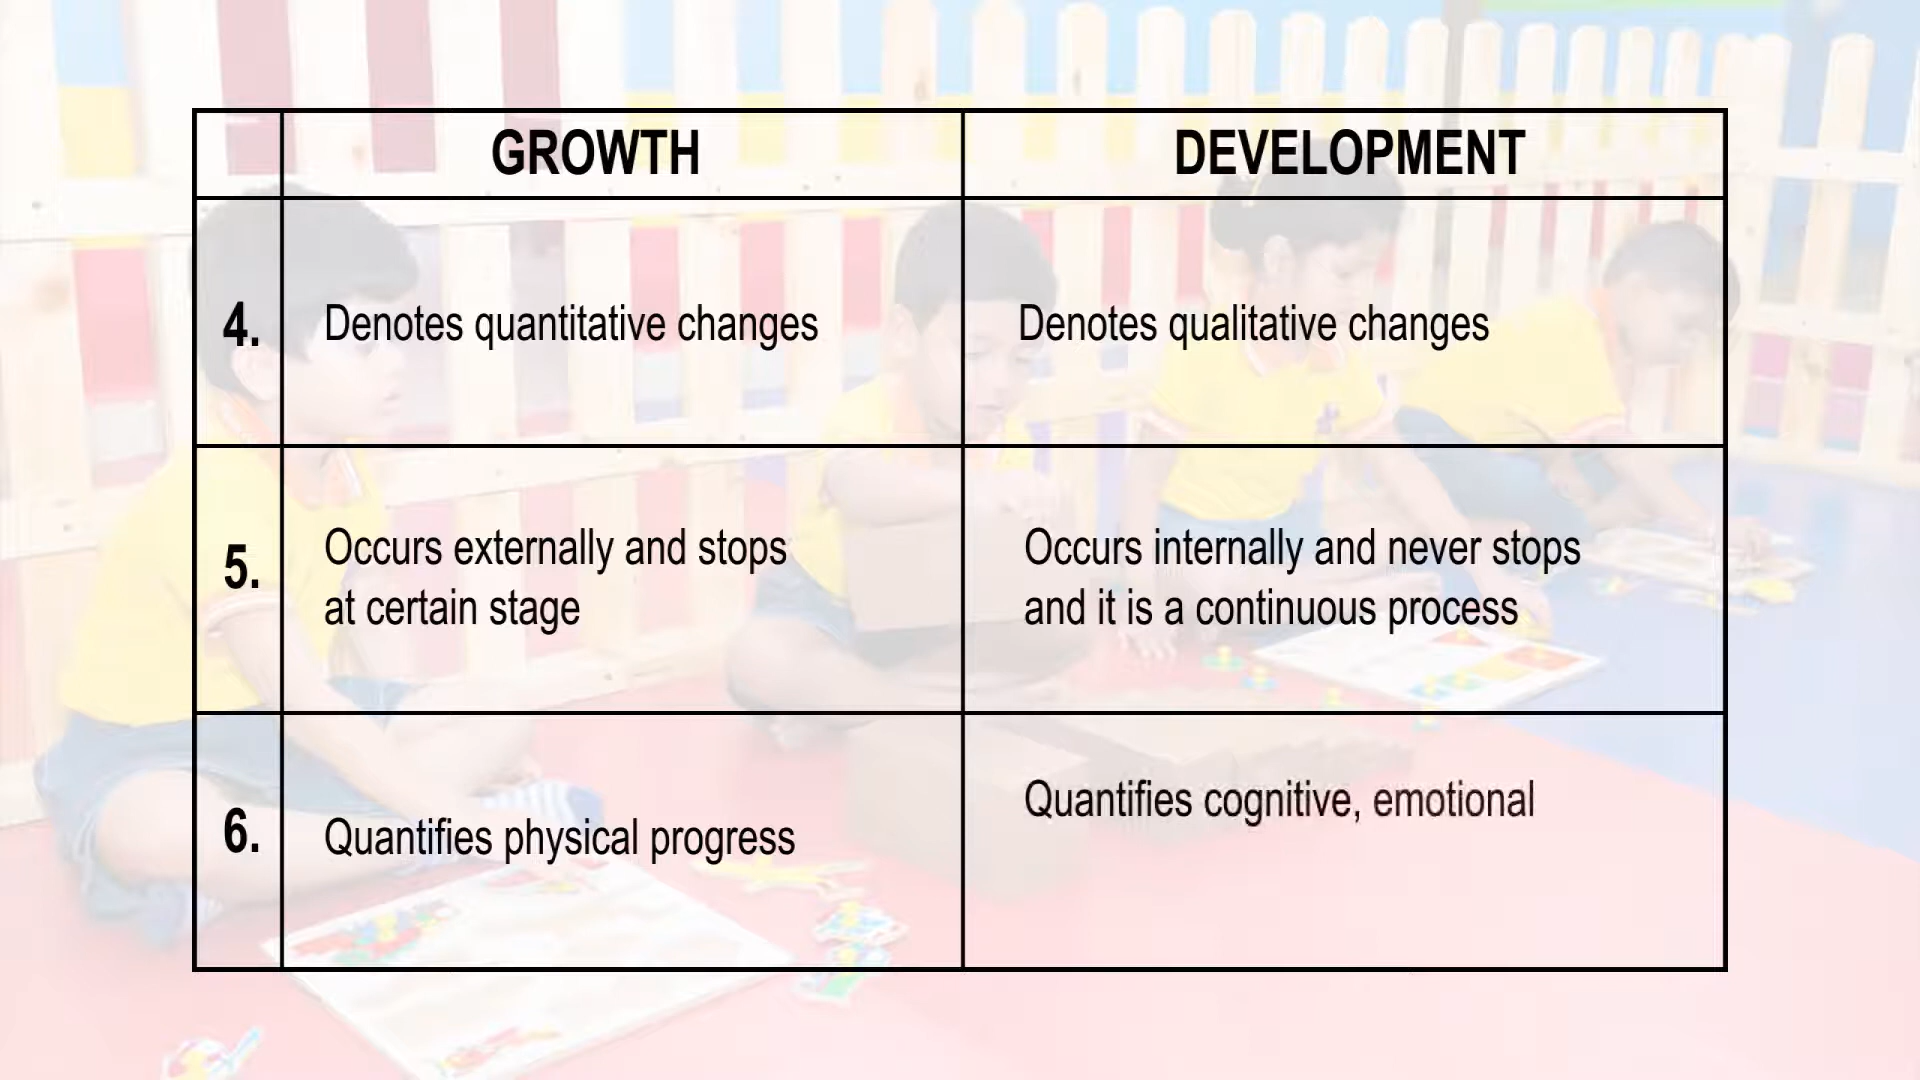 GROWTH
DEVELOPMENT
4.
Denotes quantitative changes
Denotes qualitative changes
5.
Occurs externally and stops
at certain stage
Occurs internally and never stops
and it is a continuous process
6.
Quantifies physical progress
Quantifies cognitive, emotional